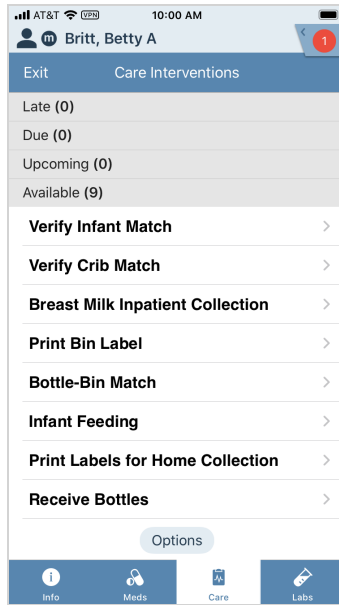 AT&T VPN 10:00 AM
m Britt, Betty A 1
Exit Care Interventions
Late (0)
Due (0)
Upcoming (0)
Available (9)
Verify Infant Match
Verify Crib Match
Breast Milk Inpatient Collection
Print Bin Label
Bottle-Bin Match
Infant Feeding
Print Labels for Home Collection
Receive Bottles
Options
Info Meds Care Labs